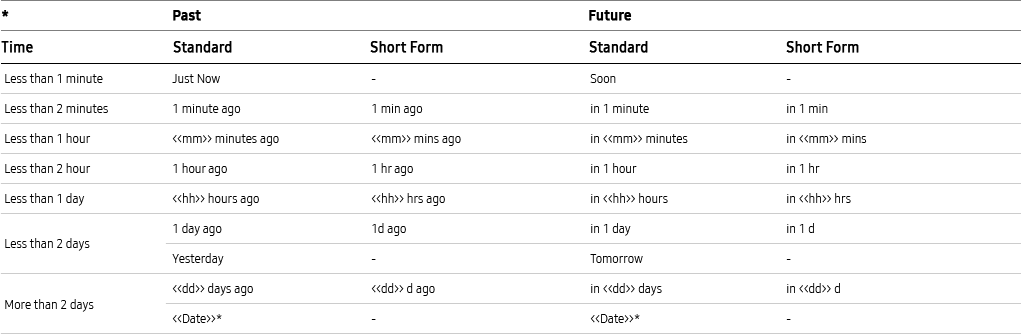 * Past Future
Time Standard Short Form Standard Short Form
Less than 1 minute Just Now - Soon -
Less than 2 minutes 1 minute ago 1 min ago in 1 minute in 1 min
Less than 1 hour <<mm>> minutes ago <<mm>> mins ago in <<mm>> minutes in <<mm>> mins
Less than 2 hour 1 hour ago 1 hr ago in 1 hour in 1 hr
Less than 1 day <<hh>> hours ago <<hh>> hrs ago in <<hh>> hours in <<hh>> hrs
Less than 2 days 1 day ago 1d ago in 1 day in 1 d
Yesterday - Tomorrow -
More than 2 days <<dd>> days ago <<dd>> d ago in <<dd>> days in <<dd>> d
<<Date>>* - <<Date>>* -